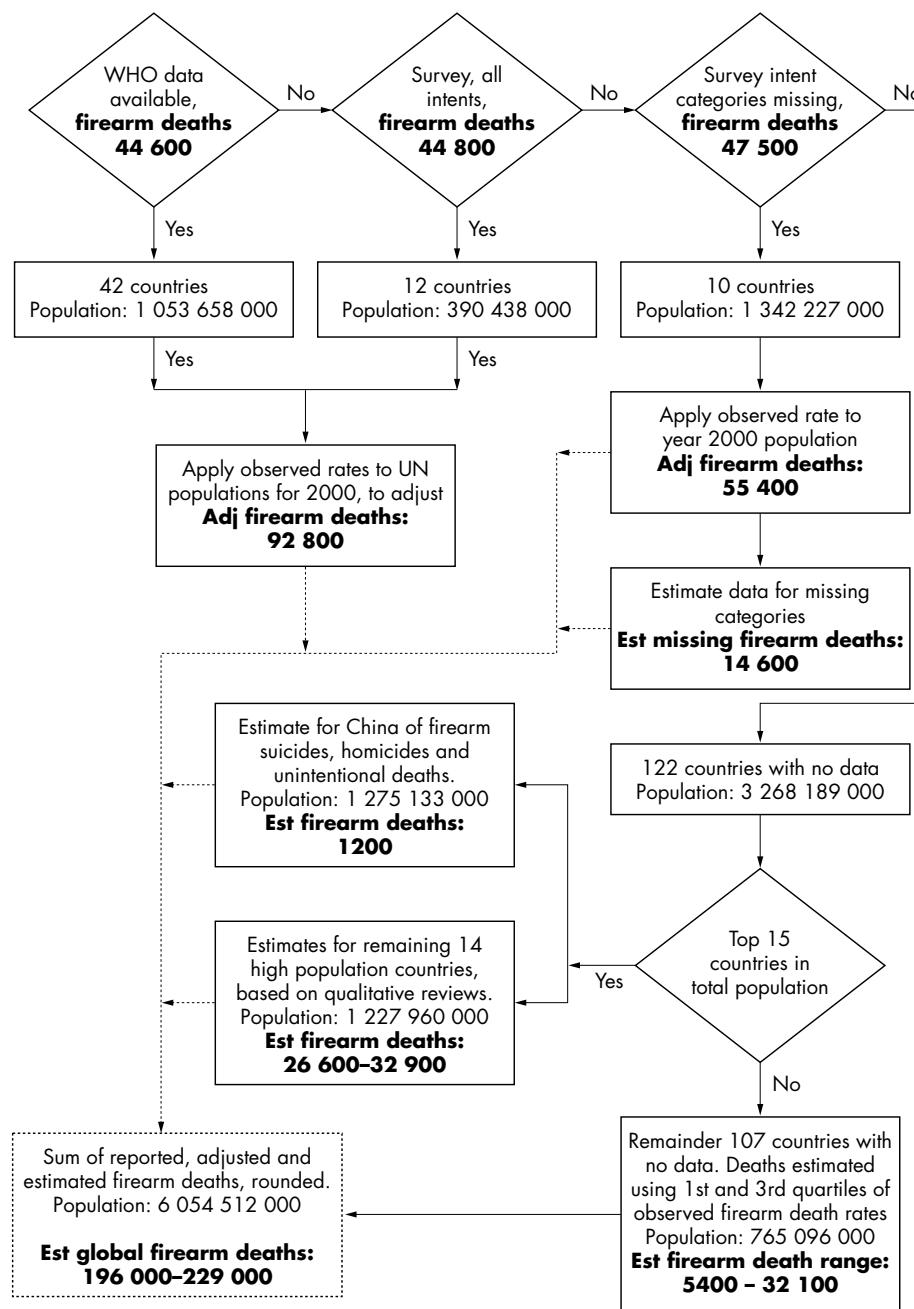 WHO data
available,
firearm deaths
44 600
No
Survey, all
intents,
firearm deaths
44 800
No
Survey intent
categories missing,
firearm deaths
47 500
No
Yes
Yes
Yes
42 countries
Population: 1 053 658 000
12 countries
Population: 390 438 000
10 countries
Population: 1 342 227 000
Yes
Yes
Apply observed rates to UN
populations for 2000, to adjust
Adj firearm deaths:
92 800
Apply observed rate to
year 2000 population
Adj firearm deaths:
55 400
Estimate data for missing
categories
Est missing firearm deaths:
14 600
Estimate for China of firearm
suicides, homicides and
unintentional deaths.
Population: 1 275 133 000
Est firearm deaths:
1200
122 countries with no data
Population: 3 268 189 000
Estimates for remaining 14
high population countries,
based on qualitative reviews.
Population: 1 227 960 000
Est firearm deaths:
26 600–32 900
Yes
Top 15
countries in
total population
No
Sum of reported, adjusted and
estimated firearm deaths, rounded.
Population: 6 054 512 000
Est global firearm deaths:
196 000–229 000
Remainder 107 countries with
no data. Deaths estimated
using 1st and 3rd quartiles of
observed firearm death rates
Population: 765 096 000
Est firearm death range:
5400 – 32 100